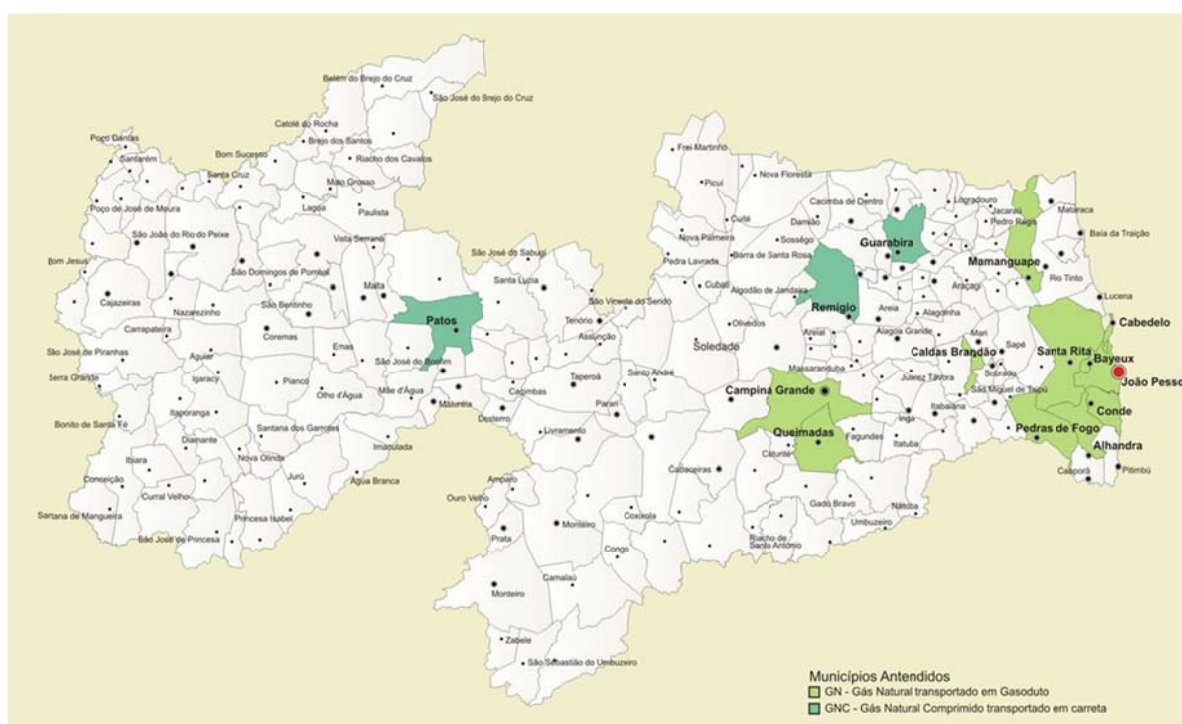 Belém do Brejo do Cruz
São José do Brejo do Cruz
Catolé do Rocha
Poço Dantas
Brejo dos Santos
Frei Martinho
Santarém
Bom Sucesso
Riacho dos Cavalos
Nova Floresta
Santa Cruz
Mato Grosso
Picuí
Cacimba de Dentro
Logradouro
Poço de José de Moura
Lagoa
Paulista
Cuité
Damião
Jacaraú
Pedro Régis
Mataraca
São João do Rio do Peixe
Vista Serrana
Nova Palmeira
Sossêgo
Guarabira
Baía da Traição
Bom Jesus
São Domingos de Pombal
São José do Sabugi
Pedra Lavrada
Barra de Santa Rosa
Mamanguape
Santa Luzia
Malta
Cubati
Algodão de Jandaíra
Araçagi
Rio Tinto
Cajazeiras
São Bentinho
Nazarezinho
Remígio
Areia
Lucena
Patos
Tenório
Olivedos
Alagoinha
Cabedelo
Carrapateira
Coremas
Emas
Assunção
Soledade
Areial
Alagoa Grande
Mari
Sapé
São José de Piranhas
Aguiar
São José do Bonfim
Caldas Brandão
Santa Rita
Bayeux
Serra Grande
Igaracy
Piancó
Olho d'Água
Mãe d'Água
Cacimbas
Taperoá
Santo André
Massaranduba
Campina Grande
Juarez Távora
Sobrado
São Miguel de Taipú
João Pesso
Itaporanga
Maturéia
Desterro
Parari
Ingá
Itabaiana
Conde
Bonito de Santa Fé
Diamante
Santana dos Garrotes
Imaculada
Livramento
Queimadas
Fagundes
Pedras de Fogo
Ibiara
Nova Olinda
Caturité
Itatuba
Alhandra
Conceição
Curral Velho
Jurú
Água Branca
Amparo
Cabaceiras
Caaporã
Pitimbú
Ouro Velho
Gado Bravo
Natuba
Santana de Mangueira
Princesa Isabel
Prata
Monteiro
Coxixola
Umbuzeiro
São José de Princesa
Congo
Riacho de
Santo Antônio
Camalaú
Monteiro
Zabele
São Sebastião do Umbuzeiro
Municípios Antendidos
GN - Gás Natural transportado em Gasoduto
GNC - Gás Natural Comprimido transportado em carreta